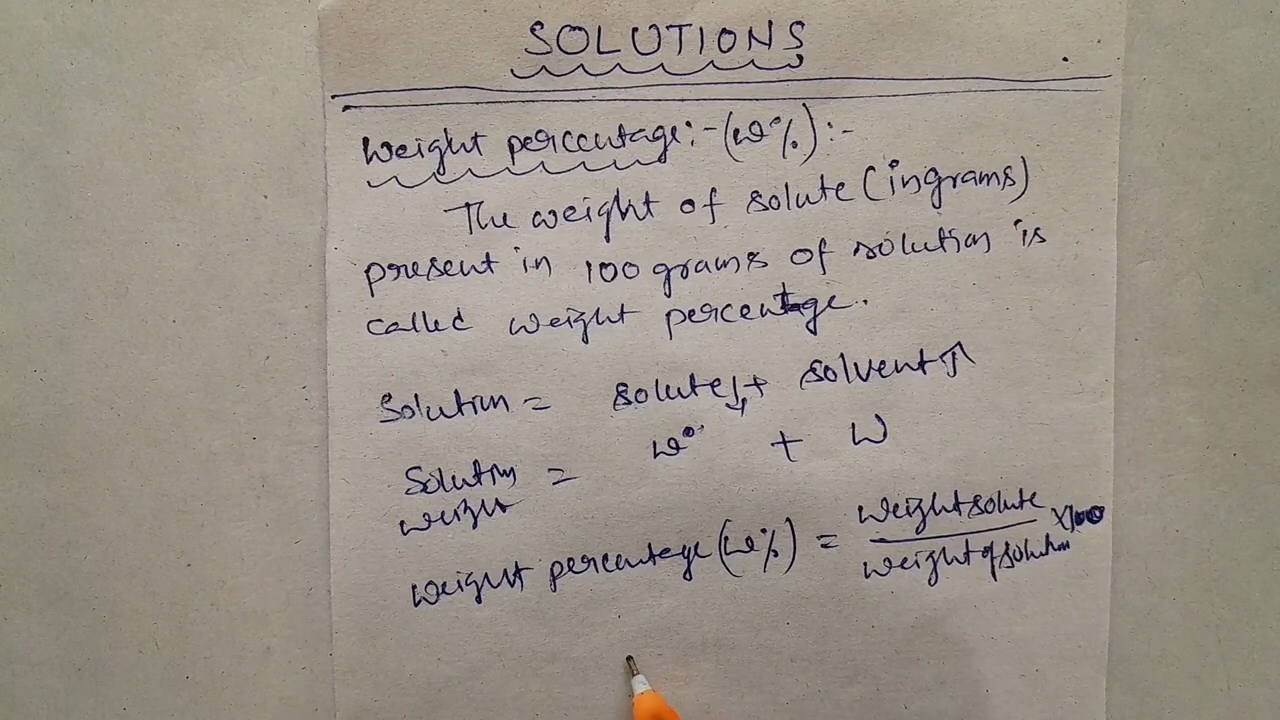 SOLUTIONS
Weight percentage:-(w%):-
The weight of solute (in grams)
present in 100 grams of solution is
called weight percentage.
Solution = solute↓ + solvent↑
Solution weight = w + W
weight percentage (w%) = weight solute
weight of solution ×100